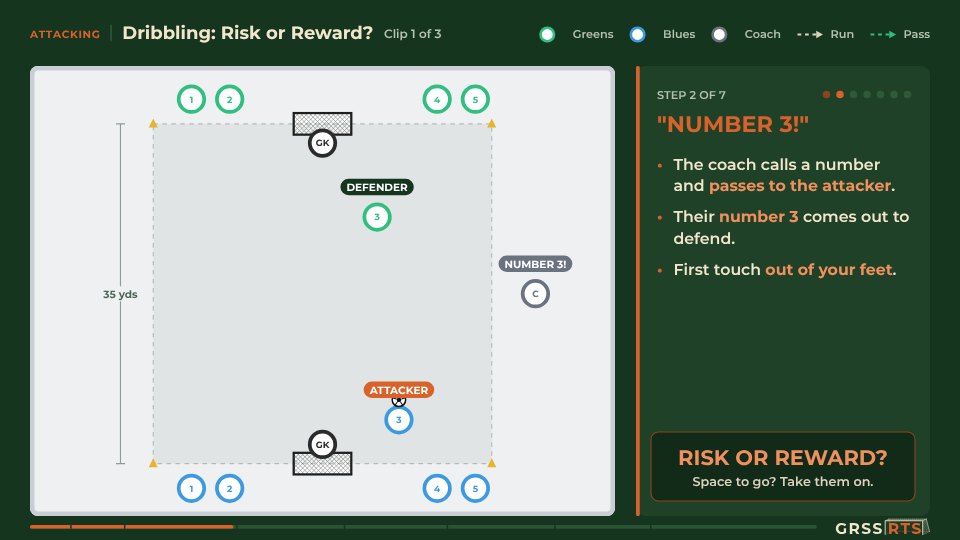 ATTACKING
Dribbling: Risk or Reward?
Clip 1 of 3
Greens
Blues
Coach
Run
Pass
1
2
4
5
GK
DEFENDER
3
NUMBER 3!
C
35 yds
ATTACKER
3
GK
1
2
4
5
STEP 2 OF 7
"NUMBER 3!"
• The coach calls a number
and passes to the attacker.
• Their number 3 comes out to
defend.
• First touch out of your feet.
RISK OR REWARD?
Space to go? Take them on.
GRSSRTS